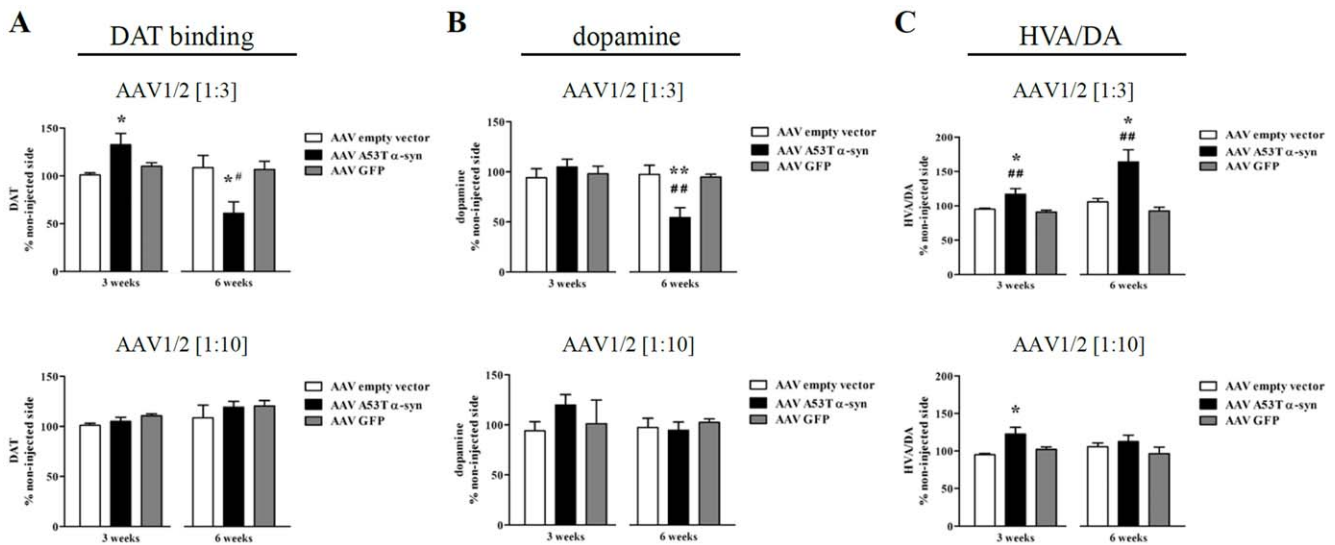 A
DAT binding
AAV1/2 [1:3]
150
100
50
0
DAT
% non-injected side
*
*#
3 weeks
6 weeks
AAV empty vector
AAV A53T α-syn
AAV GFP
AAV1/2 [1:10]
150
100
50
0
DAT
% non-injected side
3 weeks
6 weeks
AAV empty vector
AAV A53T α-syn
AAV GFP
B
dopamine
AAV1/2 [1:3]
150
100
50
0
dopamine
% non-injected side
**
##
3 weeks
6 weeks
AAV empty vector
AAV A53T α-syn
AAV GFP
AAV1/2 [1:10]
150
100
50
0
dopamine
% non-injected side
3 weeks
6 weeks
AAV empty vector
AAV A53T α-syn
AAV GFP
C
HVA/DA
AAV1/2 [1:3]
200
150
100
50
0
HVA/DA
% non-injected side
*
##
*
##
3 weeks
6 weeks
AAV empty vector
AAV A53T α-syn
AAV GFP
AAV1/2 [1:10]
200
150
100
50
0
HVA/DA
% non-injected side
*
3 weeks
6 weeks
AAV empty vector
AAV A53T α-syn
AAV GFP